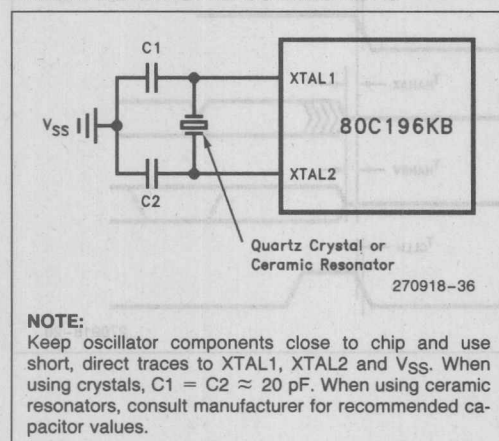 C1
XTAL1
80C196KB
VSS
XTAL2
C2
Quartz Crystal or
Ceramic Resonator
270918-36
NOTE:
Keep oscillator components close to chip and use
short, direct traces to XTAL1, XTAL2 and VSS. When
using crystals, C1 = C2 ≈ 20 pF. When using ceramic
resonators, consult manufacturer for recommended ca-
pacitor values.